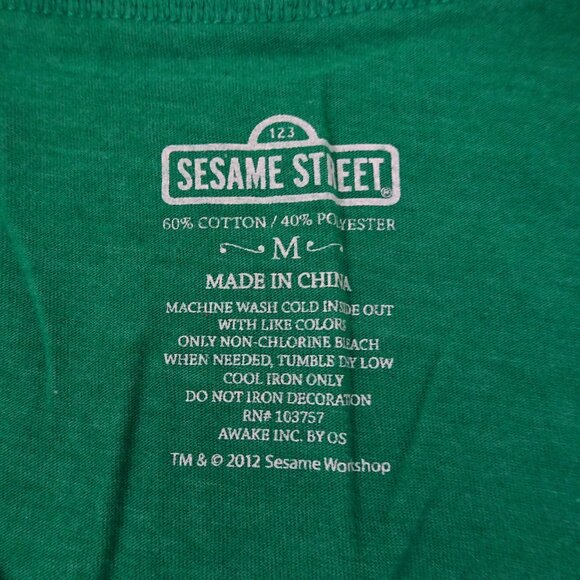 123
SESAME STREET®
60% COTTON / 40% POLYESTER
M
MADE IN CHINA
MACHINE WASH COLD INSIDE OUT
WITH LIKE COLORS
ONLY NON-CHLORINE BLEACH
WHEN NEEDED, TUMBLE DRY LOW
COOL IRON ONLY
DO NOT IRON DECORATION
RN# 103757
AWAKE INC. BY OS
TM & © 2012 Sesame Workshop